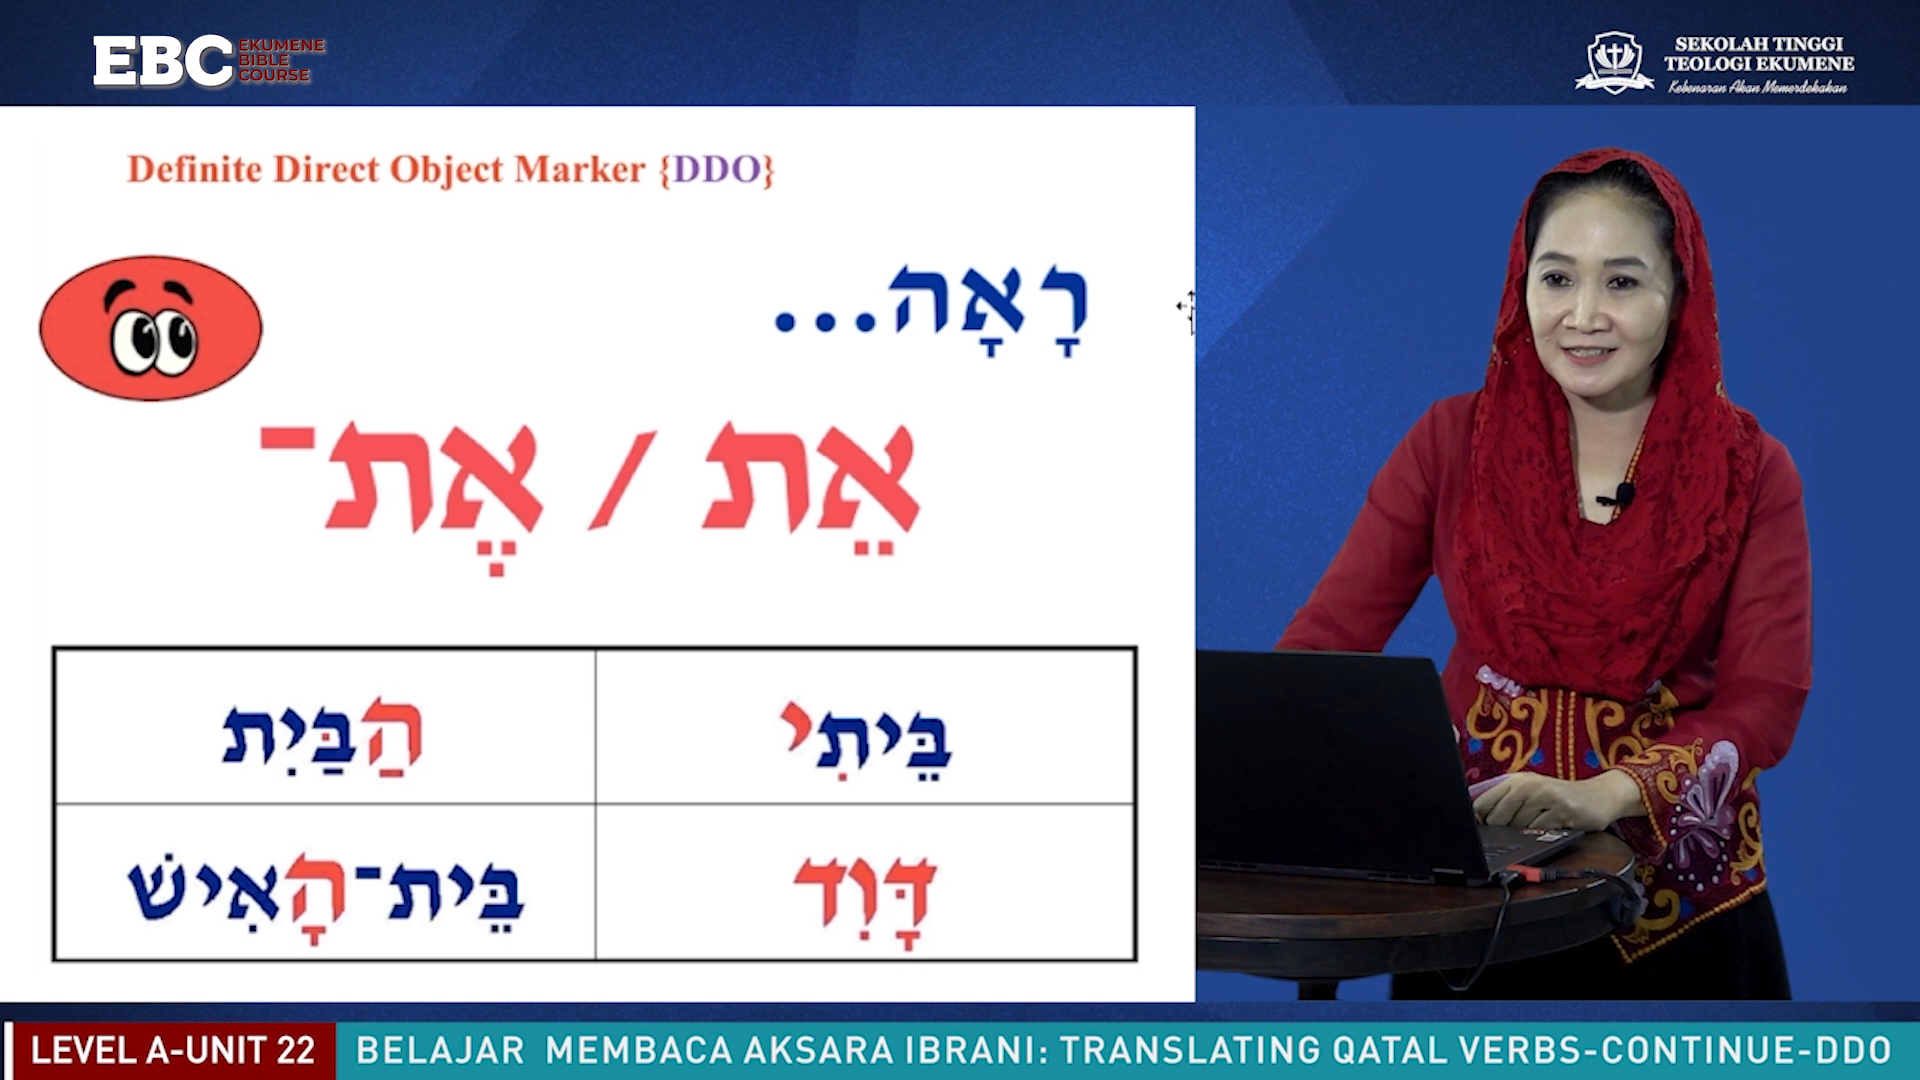 EBC EKUMENE
BIBLE
COURSE
SEKOLAH TINGGI
TEOLOGI EKUMENE
Kebenaran Akan Memerdekakan
Definite Direct Object Marker {DDO}
רָאָה...
אֵת / אֶת־
בֵּיתִי
הַבַּיִת
דָּוִד
בֵּית־הָאִישׁ
LEVEL A-UNIT 22
BELAJAR MEMBACA AKSARA IBRANI: TRANSLATING QATAL VERBS-CONTINUE-DDO